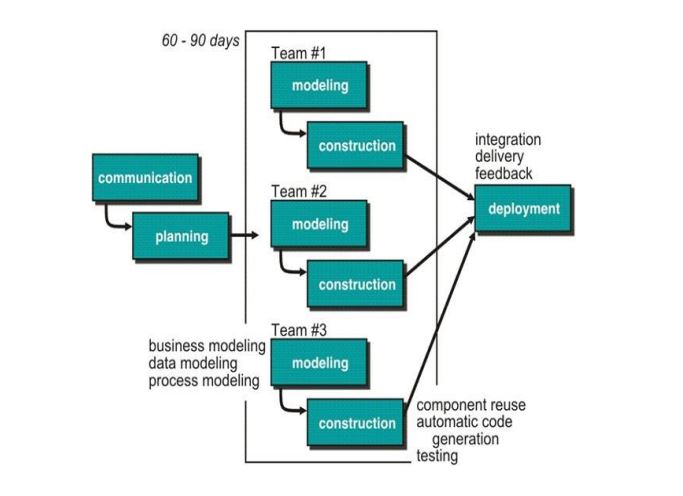 60 - 90 days
Team #1
modeling
construction
communication
planning
Team #2
modeling
construction
integration
delivery
feedback
deployment
Team #3
business modeling
data modeling
process modeling
modeling
construction
component reuse
automatic code
generation
testing